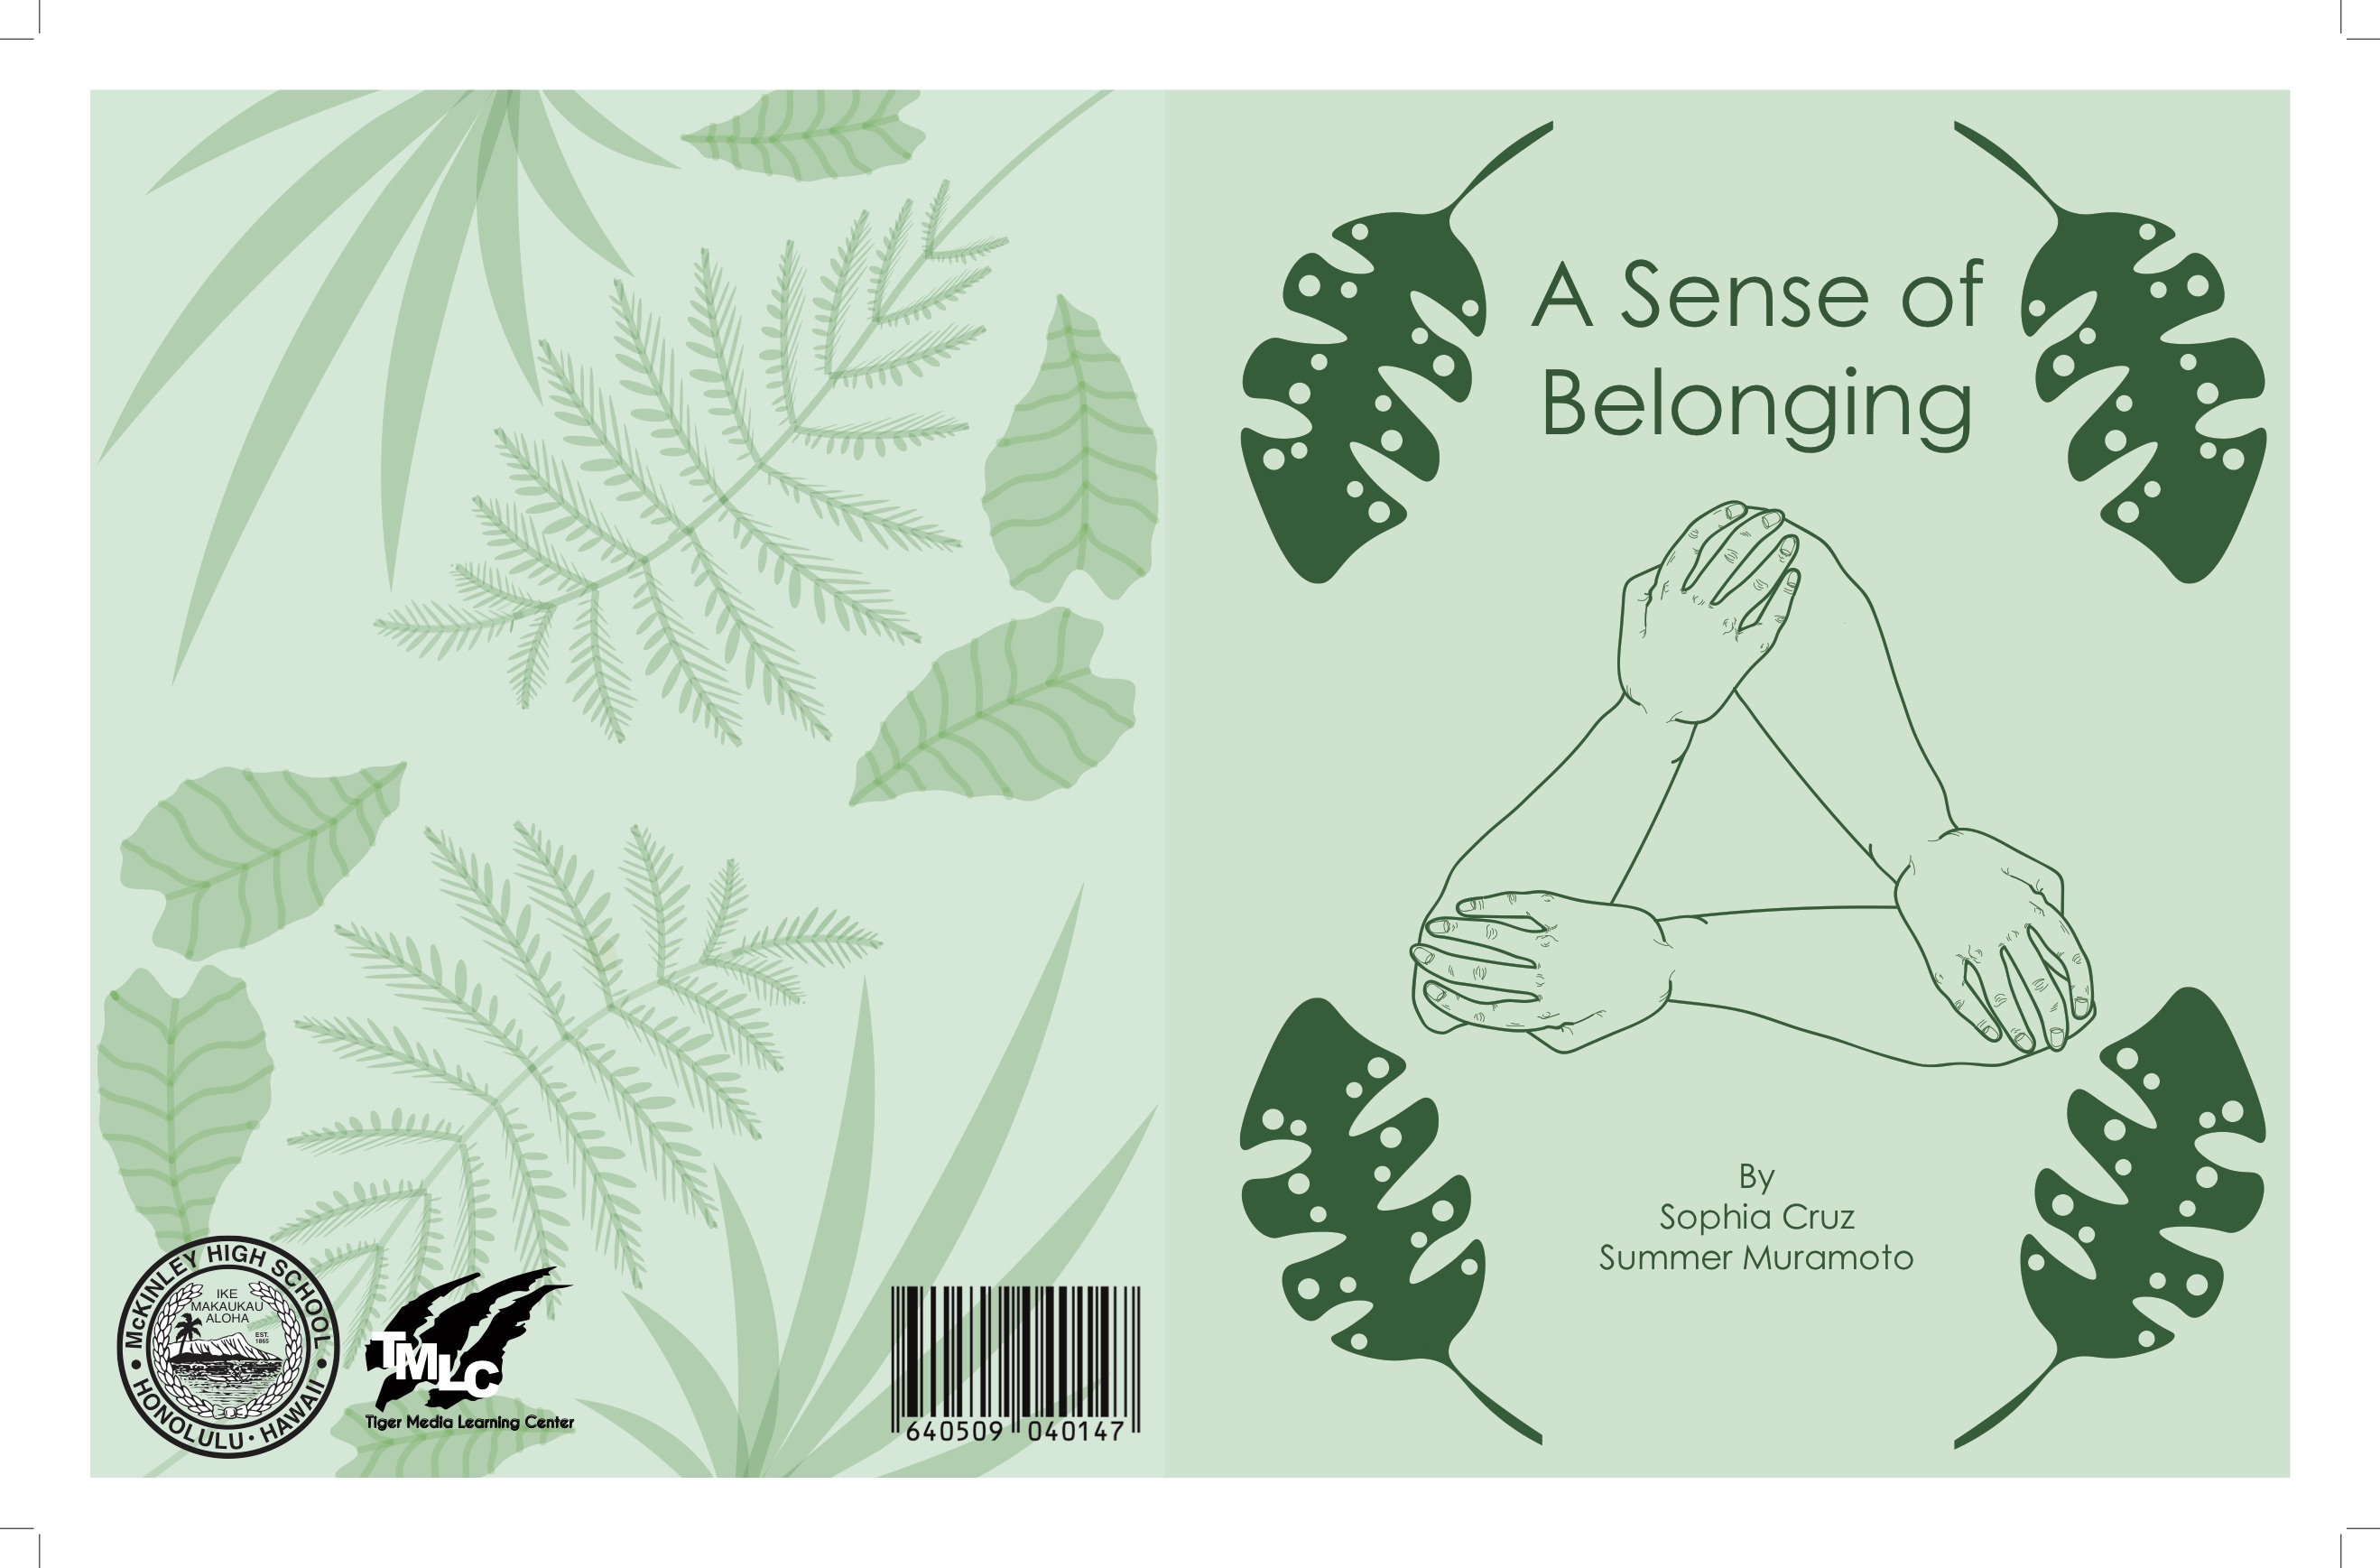 A Sense of
Belonging
By
Sophia Cruz
Summer Muramoto
McKINLEY HIGH SCHOOL
IKE
MAKAUKAU
ALOHA
EST.
1865
HONOLULU • HAWAII
TMLC
Tiger Media Learning Center
640509 040147